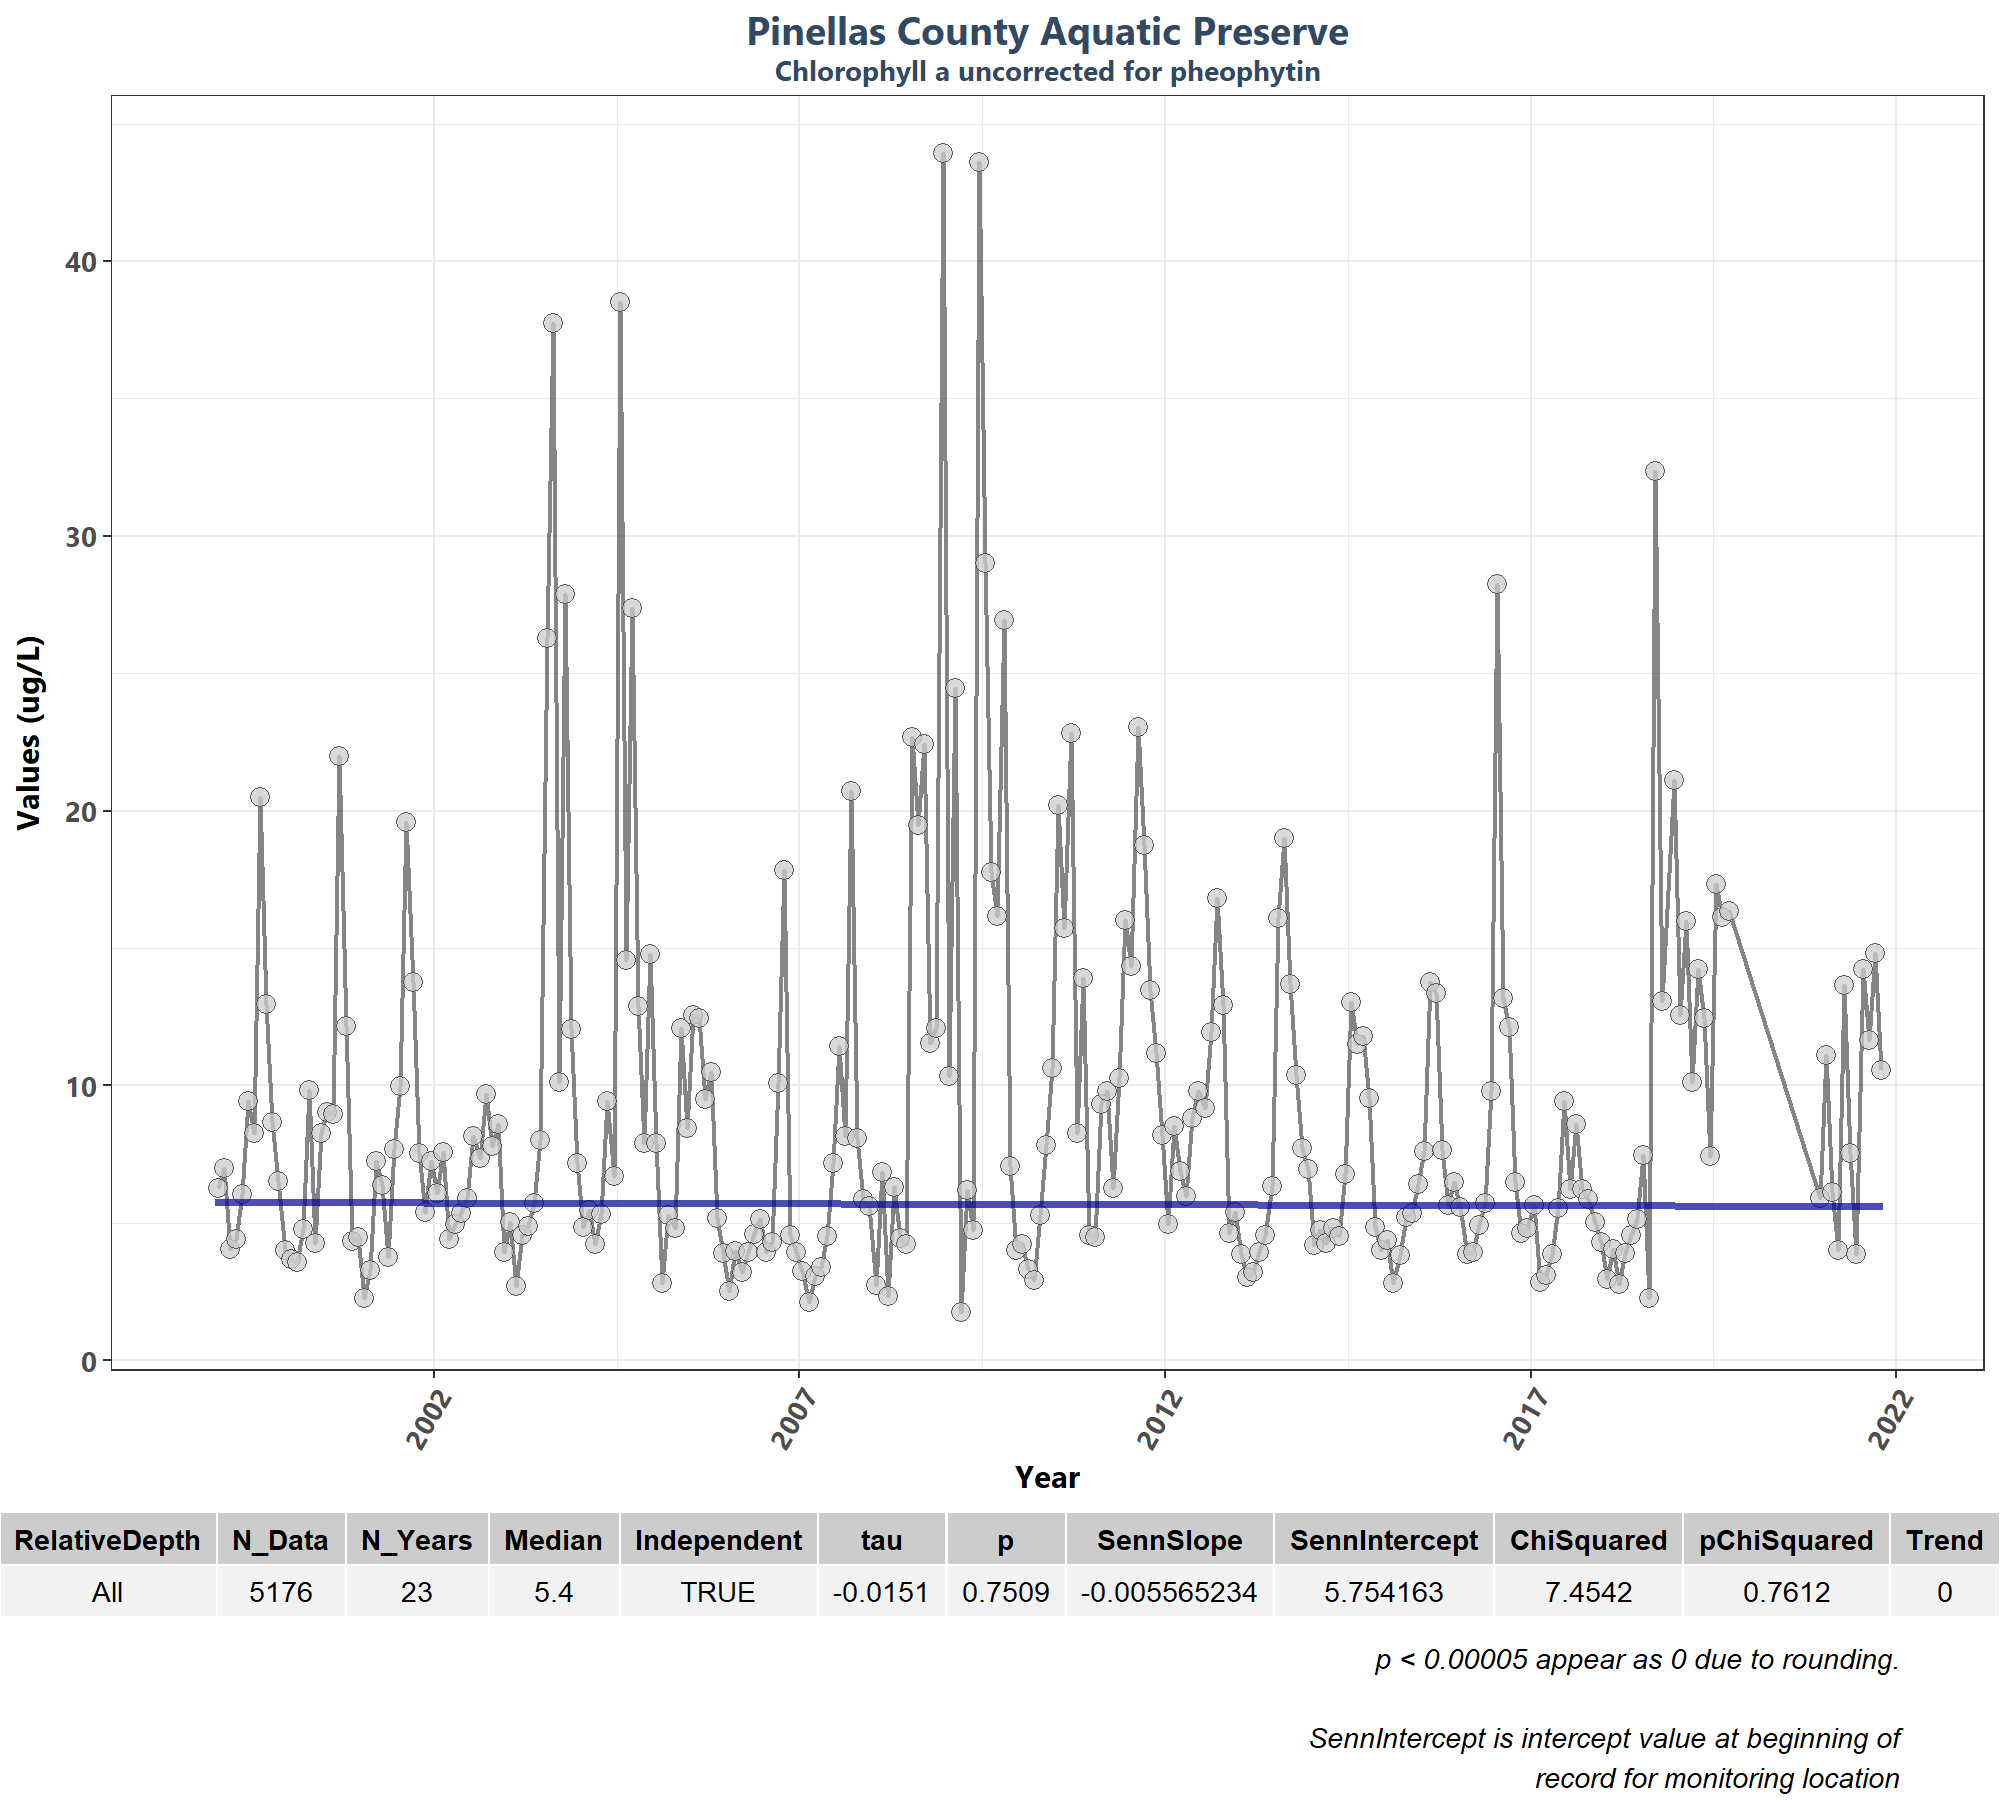 Pinellas County Aquatic Preserve
Chlorophyll a uncorrected for pheophytin
Values (ug/L)
40
30
20
10
0
2002 2007 2012 2017 2022
Year
RelativeDepth N_Data N_Years Median Independent tau p SennSlope SennIntercept ChiSquared pChiSquared Trend
All 5176 23 5.4 TRUE -0.0151 0.7509 -0.005565234 5.754163 7.4542 0.7612 0
p < 0.00005 appear as 0 due to rounding.
SennIntercept is intercept value at beginning of
record for monitoring location